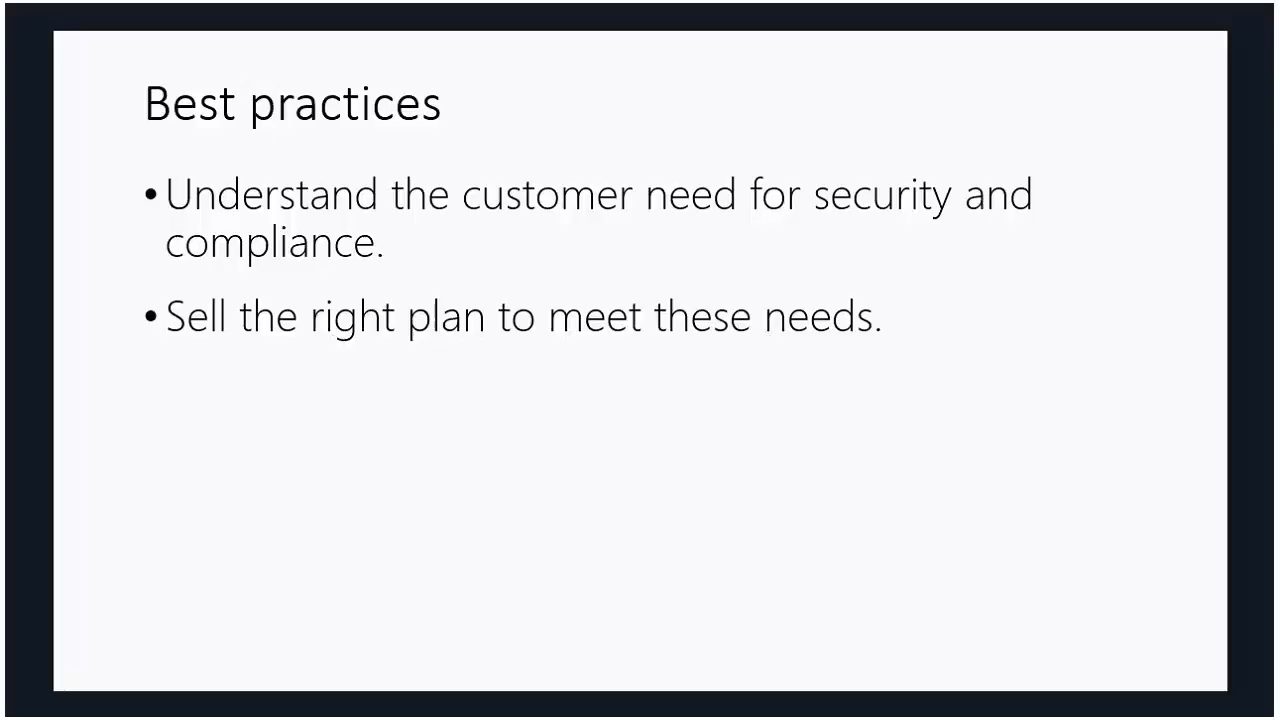 Best practices
• Understand the customer need for security and
compliance.
• Sell the right plan to meet these needs.